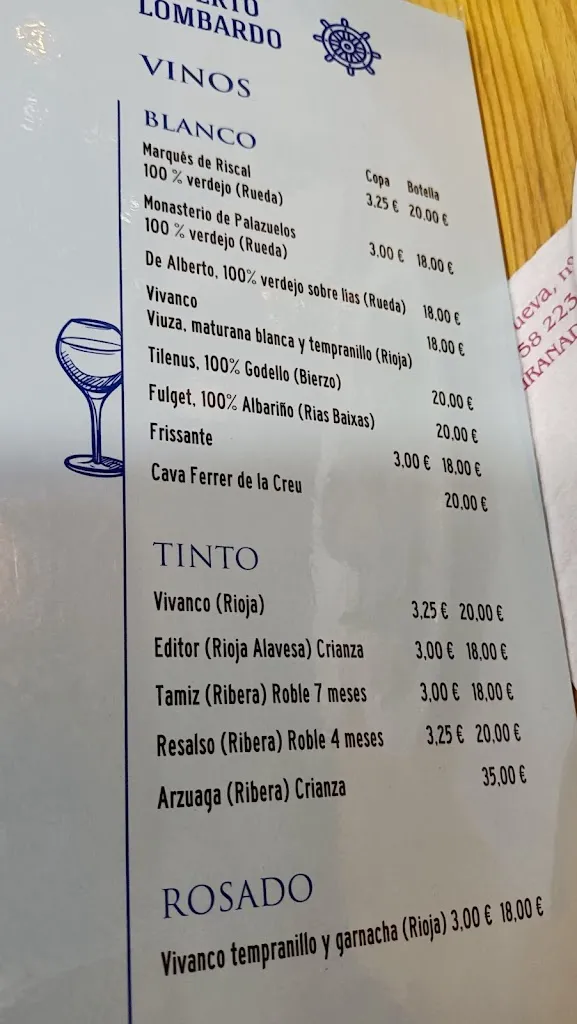 LOMBARDO
VINOS
BLANCO
Copa Botella
Marqués de Riscal
100 % verdejo (Rueda) 3,25 € 20,00 €
Monasterio de Palazuelos
100 % verdejo (Rueda) 3,00 € 18,00 €
De Alberto, 100% verdejo sobre lias (Rueda) 18,00 €
Vivanco
Viuza, maturana blanca y tempranillo (Rioja) 18,00 €
Tilenus, 100% Godello (Bierzo) 20,00 €
Fulget, 100% Albariño (Rias Baixas) 20,00 €
Frissante 3,00 € 18,00 €
Cava Ferrer de la Creu 20,00 €
TINTO
Vivanco (Rioja) 3,25 € 20,00 €
Editor (Rioja Alavesa) Crianza 3,00 € 18,00 €
Tamiz (Ribera) Roble 7 meses 3,00 € 18,00 €
Resalso (Ribera) Roble 4 meses 3,25 € 20,00 €
Arzuaga (Ribera) Crianza 35,00 €
ROSADO
Vivanco tempranillo y garnacha (Rioja) 3,00 € 18,00 €
ueva, nº
58 223